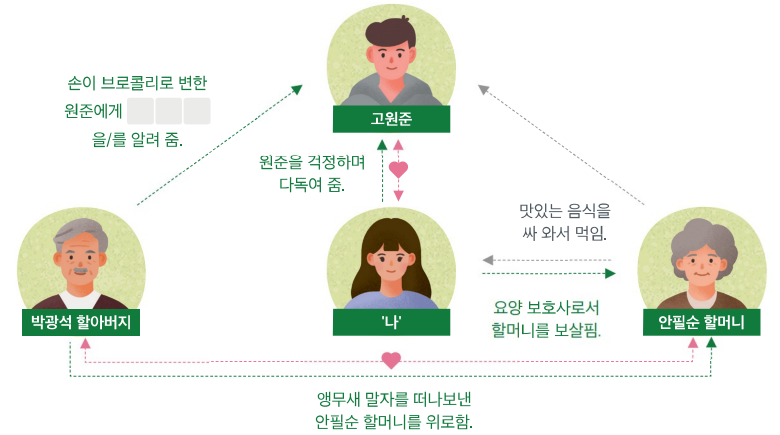 손이 브로콜리로 변한
원준에게
을/를 알려 줌.
고원준
원준을 걱정하며
다독여 줌.
맛있는 음식을
싸 와서 먹임.
박광석 할아버지
'나'
안필순 할머니
요양 보호사로서
할머니를 보살핌.
앵무새 말자를 떠나보낸
안필순 할머니를 위로함.